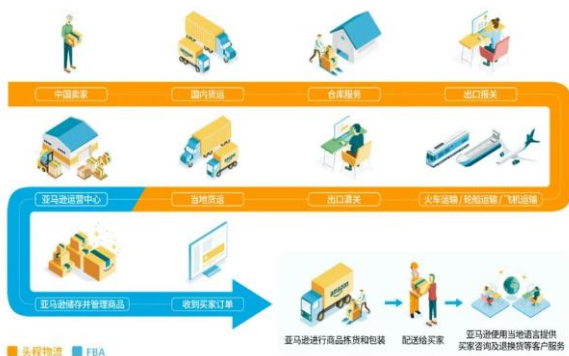 中国卖家
国内货运
仓库服务
出口报关
亚马逊运营中心
当地货运
出口清关
火车运输 / 轮船运输 / 飞机运输
亚马逊储存并管理商品
收到买家订单
amazon
亚马逊进行商品拣货和包装
配送给买家
亚马逊使用当地语言提供
买家咨询及退换货等客户服务
头程物流
FBA